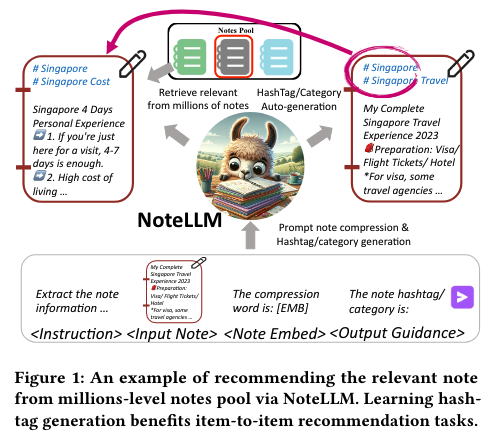 Notes Pool
# Singapore
# Singapore Cost
Singapore 4 Days
Personal Experience
➡️ 1. If you're just
here for a visit, 4-7
days is enough.
➡️ 2. High cost of
living ...
Retrieve relevant
from millions of notes
HashTag/Category
Auto-generation
# Singapore
# Singapore Travel
My Complete
Singapore Travel
Experience 2023
Preparation: Visa/
Flight Tickets/ Hotel
*For visa, some
travel agencies ...
NoteLLM
Prompt note compression &
Hashtag/category generation
Extract the note
information ...
<Instruction>
My Complete
Singapore Travel
Experience 2023
Preparation:
Visa/ Flight Tickets/
Hotel
*For visa, some
travel agencies ...
<Input Note>
The compression
word is: [EMB]
<Note Embed>
The note hashtag/
category is:
<Output Guidance>
Figure 1: An example of recommending the relevant note
from millions-level notes pool via NoteLLM. Learning hash-
tag generation benefits item-to-item recommendation tasks.